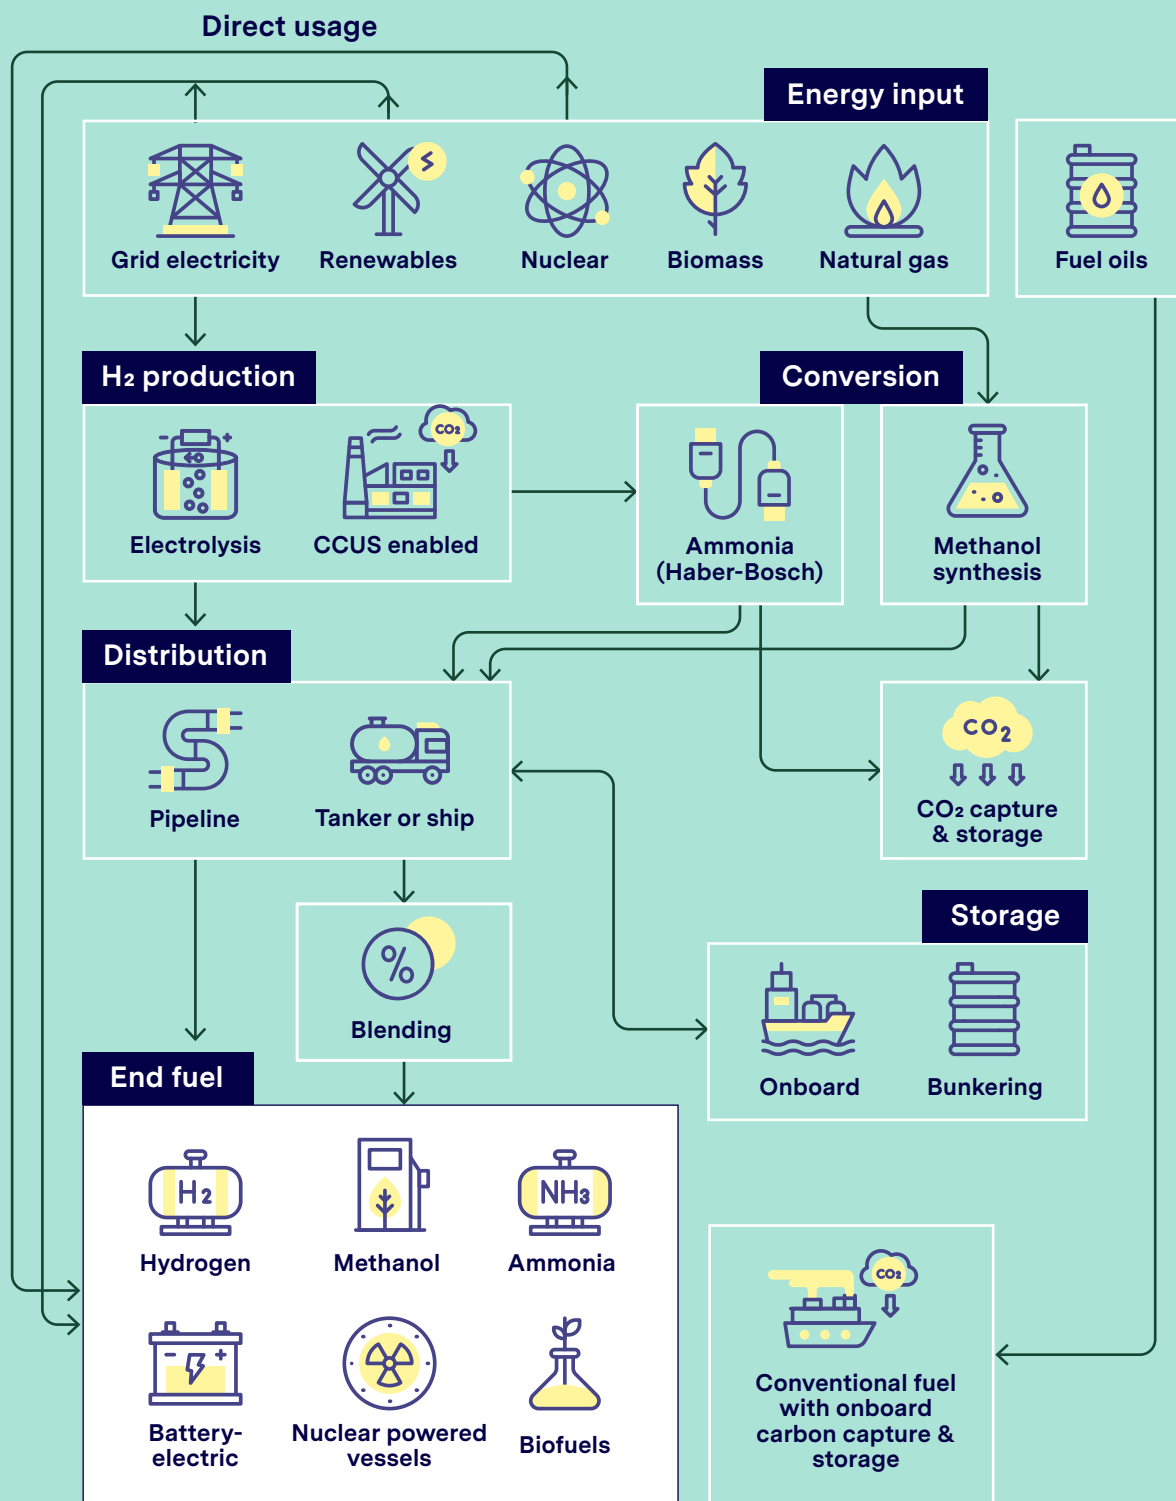 Direct usage
Energy input
Grid electricity
Renewables
Nuclear
Biomass
Natural gas
Fuel oils
H₂ production
Conversion
CO₂
Electrolysis
CCUS enabled
Ammonia
(Haber-Bosch)
Methanol
synthesis
Distribution
Pipeline
Tanker or ship
CO₂
CO₂ capture
& storage
Storage
%
Blending
Onboard
Bunkering
End fuel
H₂
NH₃
Hydrogen
Methanol
Ammonia
CO₂
Battery-
electric
Nuclear powered
vessels
Biofuels
Conventional fuel
with onboard
carbon capture &
storage